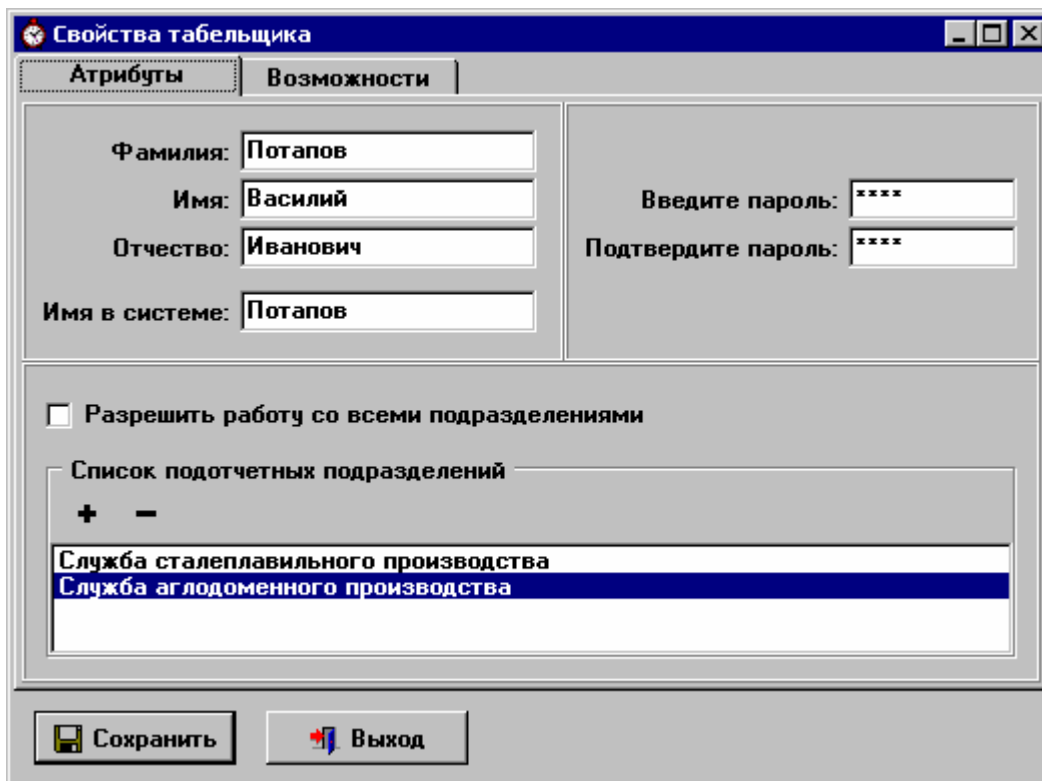 Свойства табельщика
Атрибуты Возможности
Фамилия: Потапов
Имя: Василий
Отчество: Иванович
Имя в системе: Потапов
Введите пароль: ****
Подтвердите пароль: ****
Разрешить работу со всеми подразделениями
Список подотчетных подразделений
+ −
Служба сталеплавильного производства
Служба аглодоменного производства
Сохранить Выход